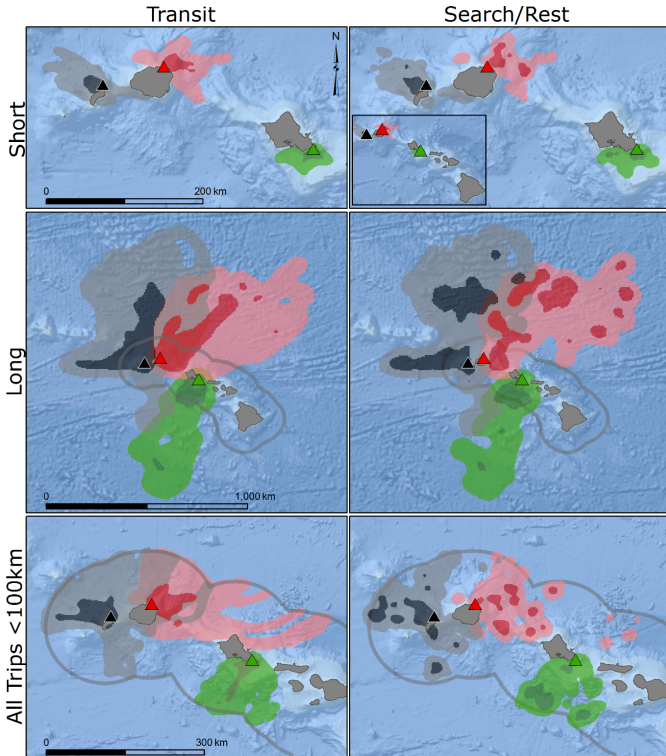 Transit
Search/Rest
Short
N
0
200 km
Long
0
1,000 km
All Trips <100km
0
300 km